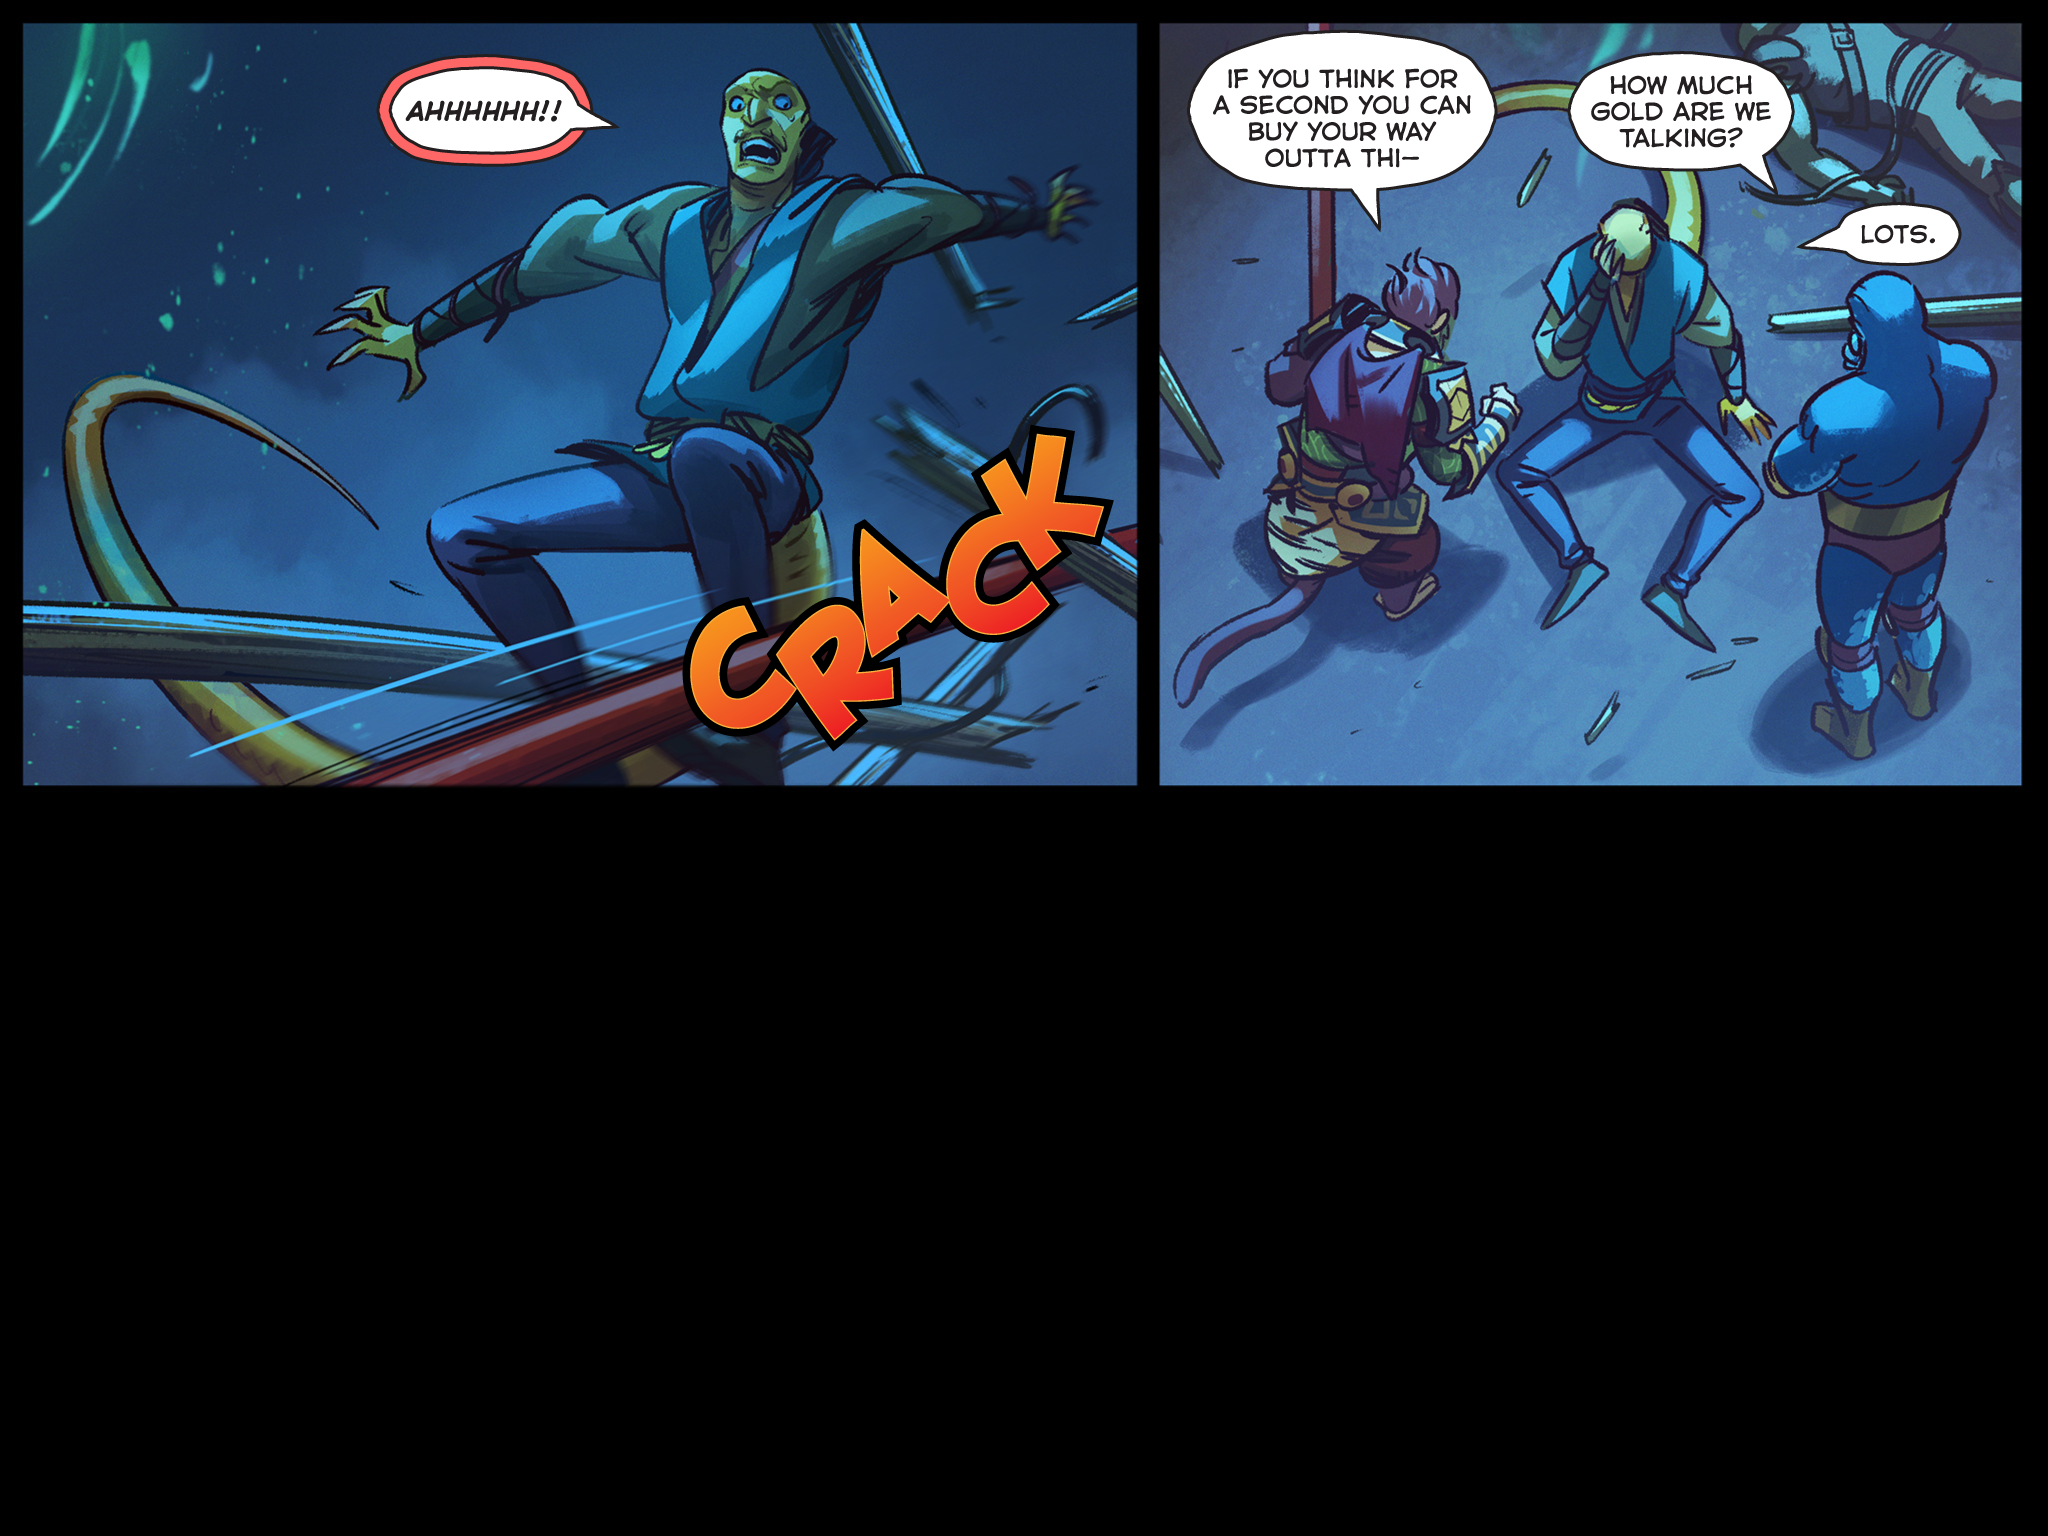 AHHHHHH!!
CRACK
IF YOU THINK FOR
A SECOND YOU CAN
BUY YOUR WAY
OUTTA THI—
HOW MUCH
GOLD ARE WE
TALKING?
LOTS.